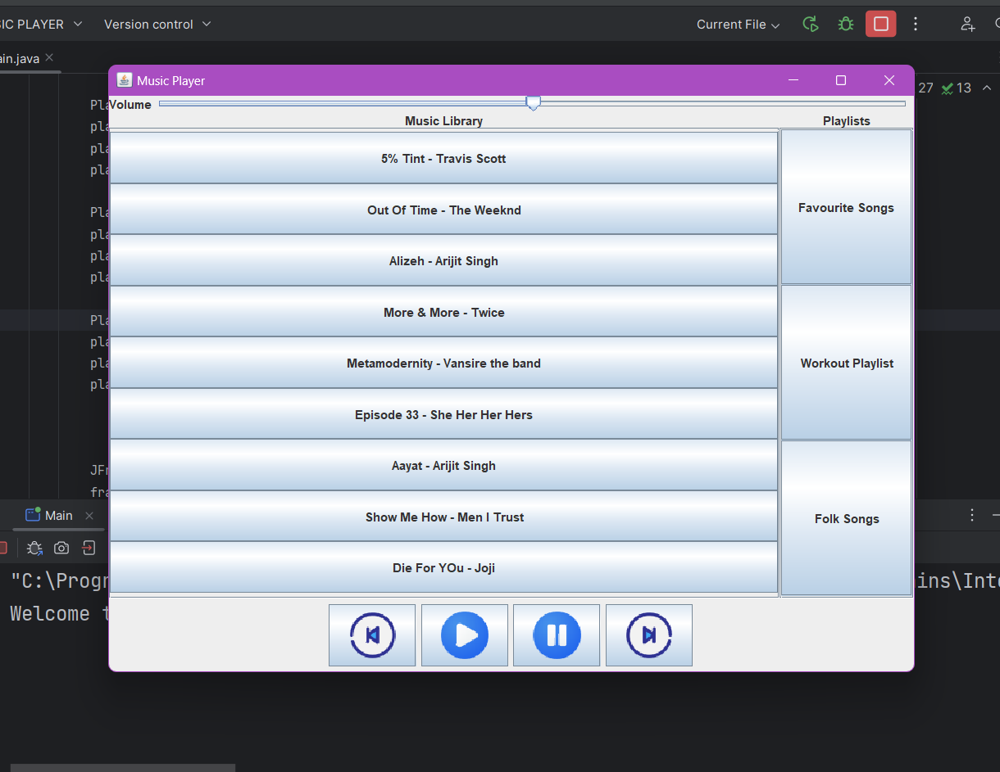 SIC PLAYER Version control Current File
ain.java
Music Player
27 13
Volume
Music Library Playlists
5% Tint - Travis Scott
Out Of Time - The Weeknd
Alizeh - Arijit Singh
More & More - Twice
Metamodernity - Vansire the band
Episode 33 - She Her Her Hers
Aayat - Arijit Singh
Show Me How - Men I Trust
Die For YOu - Joji
Favourite Songs
Workout Playlist
Folk Songs
Pla
pla
pla
pla
Pla
pla
pla
pla
Pla
pla
pla
pla
JFr
fra
Main
"C:\Progr ins\Inte
Welcome t